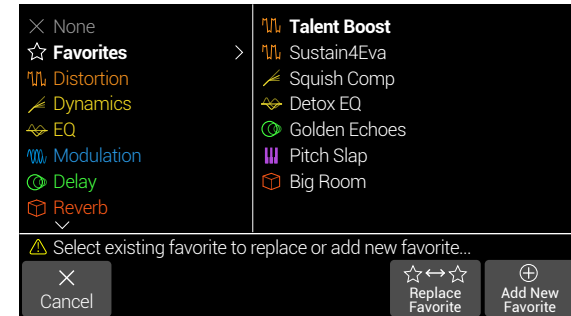 None
Favorites
Distortion
Dynamics
EQ
Modulation
Delay
Reverb
Talent Boost
Sustain4Eva
Squish Comp
Detox EQ
Golden Echoes
Pitch Slap
Big Room
Select existing favorite to replace or add new favorite...
Cancel
Replace
Favorite
Add New
Favorite